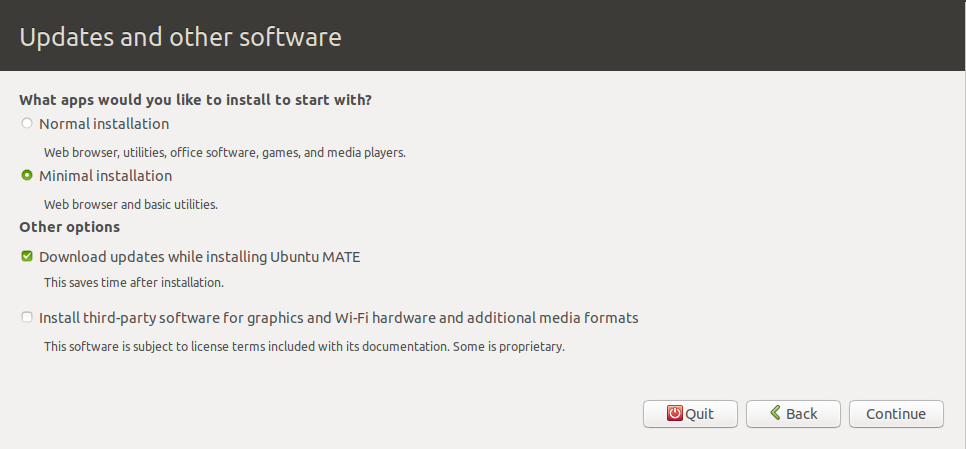 Updates and other software
What apps would you like to install to start with?
Normal installation
Web browser, utilities, office software, games, and media players.
Minimal installation
Web browser and basic utilities.
Other options
Download updates while installing Ubuntu MATE
This saves time after installation.
Install third-party software for graphics and Wi-Fi hardware and additional media formats
This software is subject to license terms included with its documentation. Some is proprietary.
Quit Back Continue